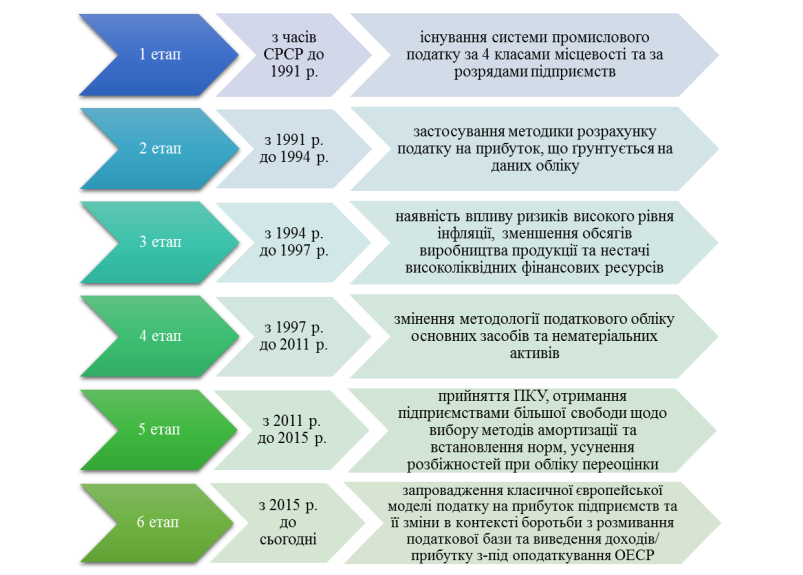 1 етап
з часів
СРСР до
1991 р.
існування системи промислового
податку за 4 класами місцевості та за
розрядами підприємств
2 етап
з 1991 р.
до 1994 р.
застосування методики розрахунку
податку на прибуток, що ґрунтується на
даних обліку
3 етап
з 1994 р.
до 1997 р.
наявність впливу ризиків високого рівня
інфляції, зменшення обсягів
виробництва продукції та нестачі
високоліквідних фінансових ресурсів
4 етап
з 1997 р.
до 2011 р.
змінення методології податкового обліку
основних засобів та нематеріальних
активів
5 етап
з 2011 р.
до 2015 р.
прийняття ПКУ, отримання
підприємствами більшої свободи щодо
вибору методів амортизації та
встановлення норм, усунення
розбіжностей при обліку переоцінки
6 етап
з 2015 р.
до
сьогодні
запровадження класичної європейської
моделі податку на прибуток підприємств та
її зміни в контексті боротьби з розмивання
податкової бази та виведення доходів/
прибутку з-під оподаткування ОЕСР